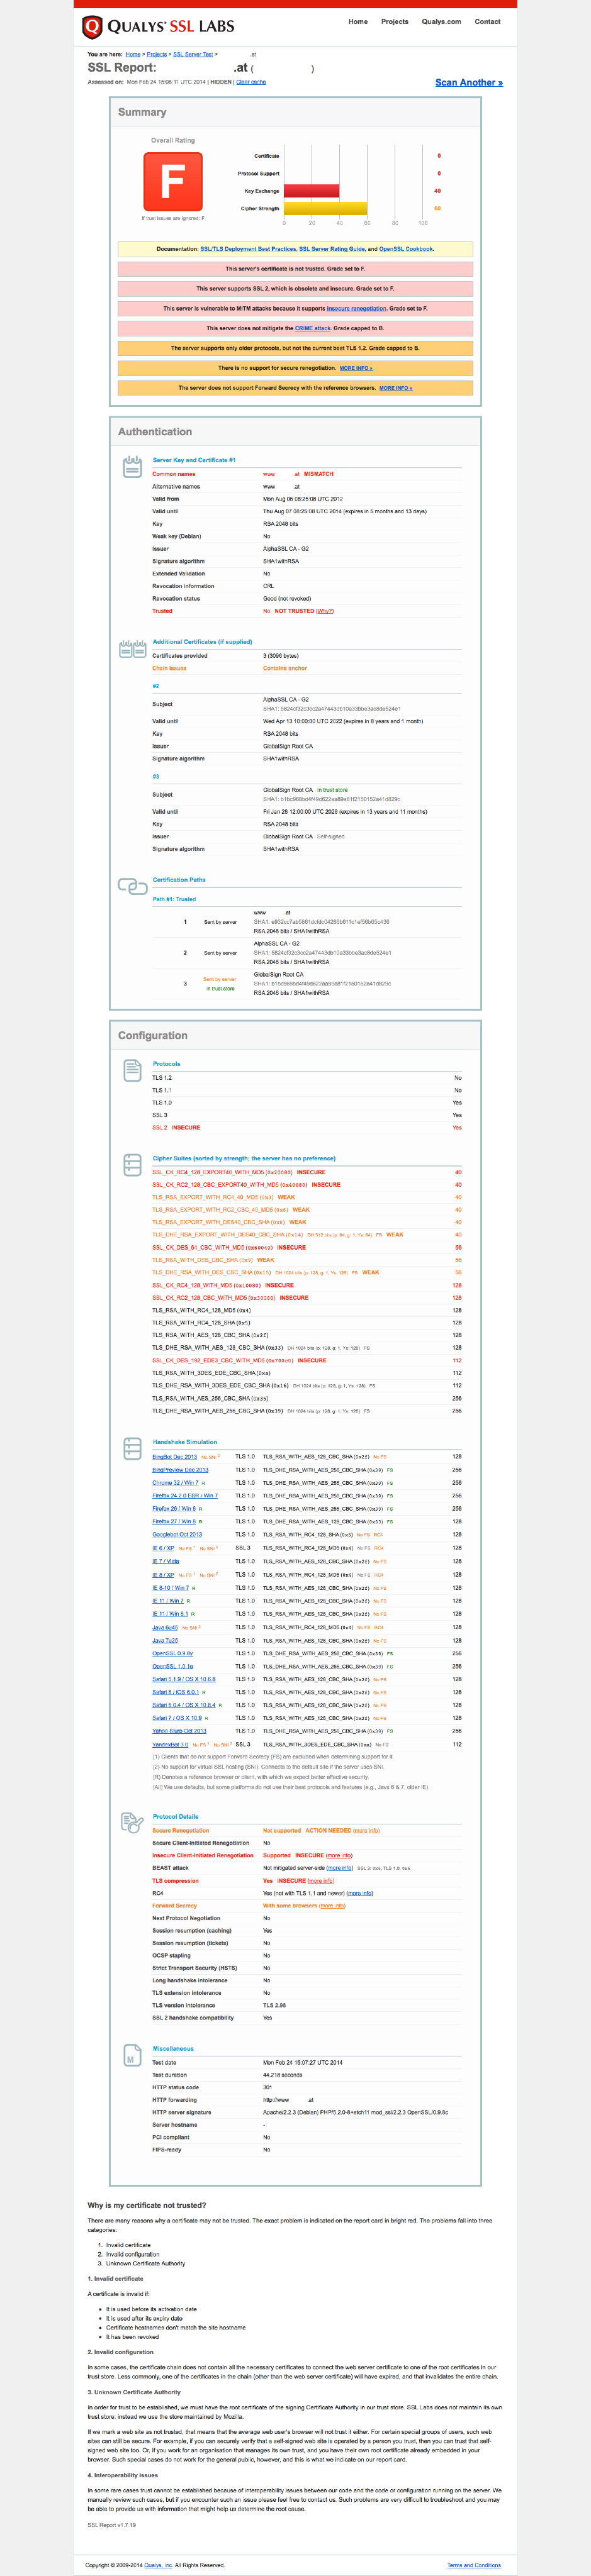 QUALYS® SSL LABS
Home Projects Qualys.com Contact
You are here: Home > Projects > SSL Server Test > .at
SSL Report: .at ( )
Assessed on: Mon Feb 24 15:08:11 UTC 2014 | HIDDEN | Clear cache
Scan Another »
Summary
Overall Rating
F
If trust issues are ignored: F
Certificate 0
Protocol Support 0
Key Exchange 40
Cipher Strength 60
0 20 40 60 80 100
Documentation: SSL/TLS Deployment Best Practices, SSL Server Rating Guide, and OpenSSL Cookbook.
This server's certificate is not trusted. Grade set to F.
This server supports SSL 2, which is obsolete and insecure. Grade set to F.
This server is vulnerable to MITM attacks because it supports insecure renegotiation. Grade set to F.
This server does not mitigate the CRIME attack. Grade capped to B.
The server supports only older protocols, but not the current best TLS 1.2. Grade capped to B.
There is no support for secure renegotiation. MORE INFO »
The server does not support Forward Secrecy with the reference browsers. MORE INFO »
Authentication
Server Key and Certificate #1
Common names www .at MISMATCH
Alternative names www .at
Valid from Mon Aug 06 08:25:08 UTC 2012
Valid until Thu Aug 07 08:25:08 UTC 2014 (expires in 5 months and 13 days)
Key RSA 2048 bits
Weak key (Debian) No
Issuer AlphaSSL CA - G2
Signature algorithm SHA1withRSA
Extended Validation No
Revocation information CRL
Revocation status Good (not revoked)
Trusted No NOT TRUSTED (Why?)
Additional Certificates (if supplied)
Certificates provided 3 (3096 bytes)
Chain issues Contains anchor
#2
Subject AlphaSSL CA - G2
Valid until Wed Apr 13 10:00:00 UTC 2022 (expires in 8 years and 1 month)
Key RSA 2048 bits
Issuer GlobalSign Root CA
Signature algorithm SHA1withRSA
#3
Subject GlobalSign Root CA In trust store
Valid until Fri Jan 28 12:00:00 UTC 2028 (expires in 13 years and 11 months)
Key RSA 2048 bits
Issuer GlobalSign Root CA Self-signed
Signature algorithm SHA1withRSA
Certification Paths
Path #1: Trusted
www .at
1 Sent by server
RSA 2048 bits / SHA1withRSA
AlphaSSL CA - G2
2 Sent by server
RSA 2048 bits / SHA1withRSA
GlobalSign Root CA
3 Sent by server
In trust store
RSA 2048 bits / SHA1withRSA
Configuration
Protocols
TLS 1.2 No
TLS 1.1 No
TLS 1.0 Yes
SSL 3 Yes
SSL 2 INSECURE Yes
Cipher Suites (sorted by strength; the server has no preference)
SSL_CK_RC4_128_EXPORT40_WITH_MD5 (0x20080) INSECURE 40
SSL_CK_RC2_128_CBC_EXPORT40_WITH_MD5 (0x40080) INSECURE 40
TLS_RSA_EXPORT_WITH_RC4_40_MD5 (0x3) WEAK 40
TLS_RSA_EXPORT_WITH_RC2_CBC_40_MD5 (0x6) WEAK 40
TLS_RSA_EXPORT_WITH_DES40_CBC_SHA (0x8) WEAK 40
TLS_DHE_RSA_EXPORT_WITH_DES40_CBC_SHA (0x14) DH 512 bits (p: 64, g: 1, Ys: 64) FS WEAK 40
SSL_CK_DES_64_CBC_WITH_MD5 (0x60040) INSECURE 56
TLS_RSA_WITH_DES_CBC_SHA (0x9) WEAK 56
TLS_DHE_RSA_WITH_DES_CBC_SHA (0x15) DH 1024 bits (p: 128, g: 1, Ys: 128) FS WEAK 56
SSL_CK_RC4_128_WITH_MD5 (0x10080) INSECURE 128
SSL_CK_RC2_128_CBC_WITH_MD5 (0x30080) INSECURE 128
TLS_RSA_WITH_RC4_128_MD5 (0x4) 128
TLS_RSA_WITH_RC4_128_SHA (0x5) 128
TLS_RSA_WITH_AES_128_CBC_SHA (0x2f) 128
TLS_DHE_RSA_WITH_AES_128_CBC_SHA (0x33) DH 1024 bits (p: 128, g: 1, Ys: 128) FS 128
SSL_CK_DES_192_EDE3_CBC_WITH_MD5 (0x700c0) INSECURE 112
TLS_RSA_WITH_3DES_EDE_CBC_SHA (0xa) 112
TLS_DHE_RSA_WITH_3DES_EDE_CBC_SHA (0x16) DH 1024 bits (p: 128, g: 1, Ys: 128) FS 112
TLS_RSA_WITH_AES_256_CBC_SHA (0x35) 256
TLS_DHE_RSA_WITH_AES_256_CBC_SHA (0x39) DH 1024 bits (p: 128, g: 1, Ys: 128) FS 256
Handshake Simulation
BingBot Dec 2013 No SNI 2 TLS 1.0 TLS_RSA_WITH_AES_128_CBC_SHA (0x2f) No FS 128
BingPreview Dec 2013 TLS 1.0 TLS_DHE_RSA_WITH_AES_256_CBC_SHA (0x39) FS 256
Chrome 32 / Win 7 R TLS 1.0 TLS_DHE_RSA_WITH_AES_256_CBC_SHA (0x39) FS 256
Firefox 24.2.0 ESR / Win 7 TLS 1.0 TLS_DHE_RSA_WITH_AES_256_CBC_SHA (0x39) FS 256
Firefox 26 / Win 8 R TLS 1.0 TLS_DHE_RSA_WITH_AES_256_CBC_SHA (0x39) FS 256
Firefox 27 / Win 8 R TLS 1.0 TLS_DHE_RSA_WITH_AES_128_CBC_SHA (0x33) FS 128
Googlebot Oct 2013 TLS 1.0 TLS_RSA_WITH_RC4_128_SHA (0x5) No FS RC4 128
IE 6 / XP No FS 1 No SNI 2 SSL 3 TLS_RSA_WITH_RC4_128_MD5 (0x4) No FS RC4 128
IE 7 / Vista TLS 1.0 TLS_RSA_WITH_AES_128_CBC_SHA (0x2f) No FS 128
IE 8 / XP No FS 1 No SNI 2 TLS 1.0 TLS_RSA_WITH_RC4_128_MD5 (0x4) No FS RC4 128
IE 8-10 / Win 7 R TLS 1.0 TLS_RSA_WITH_AES_128_CBC_SHA (0x2f) No FS 128
IE 11 / Win 7 R TLS 1.0 TLS_RSA_WITH_AES_128_CBC_SHA (0x2f) No FS 128
IE 11 / Win 8.1 R TLS 1.0 TLS_RSA_WITH_AES_128_CBC_SHA (0x2f) No FS 128
Java 6u45 No SNI 2 TLS 1.0 TLS_RSA_WITH_RC4_128_MD5 (0x4) No FS RC4 128
Java 7u25 TLS 1.0 TLS_RSA_WITH_AES_128_CBC_SHA (0x2f) No FS 128
OpenSSL 0.9.8y TLS 1.0 TLS_DHE_RSA_WITH_AES_256_CBC_SHA (0x39) FS 256
OpenSSL 1.0.1e TLS 1.0 TLS_DHE_RSA_WITH_AES_256_CBC_SHA (0x39) FS 256
Safari 5.1.9 / OS X 10.6.8 TLS 1.0 TLS_RSA_WITH_AES_128_CBC_SHA (0x2f) No FS 128
Safari 6 / iOS 6.0.1 R TLS 1.0 TLS_RSA_WITH_AES_128_CBC_SHA (0x2f) No FS 128
Safari 6.0.4 / OS X 10.8.4 R TLS 1.0 TLS_RSA_WITH_AES_128_CBC_SHA (0x2f) No FS 128
Safari 7 / OS X 10.9 R TLS 1.0 TLS_RSA_WITH_AES_128_CBC_SHA (0x2f) No FS 128
Yahoo Slurp Oct 2013 TLS 1.0 TLS_DHE_RSA_WITH_AES_256_CBC_SHA (0x39) FS 256
YandexBot 3.0 No FS 1 No SNI 2 SSL 3 TLS_RSA_WITH_3DES_EDE_CBC_SHA (0xa) No FS 112
(1) Clients that do not support Forward Secrecy (FS) are excluded when determining support for it.
(2) No support for virtual SSL hosting (SNI). Connects to the default site if the server uses SNI.
(R) Denotes a reference browser or client, with which we expect better effective security.
(All) We use defaults, but some platforms do not use their best protocols and features (e.g., Java 6 & 7, older IE).
Protocol Details
Secure Renegotiation Not supported ACTION NEEDED (more info)
Secure Client-Initiated Renegotiation No
Insecure Client-Initiated Renegotiation Supported INSECURE (more info)
BEAST attack Not mitigated server-side (more info) SSL 3: 0x4, TLS 1.0: 0x4
TLS compression Yes INSECURE (more info)
RC4 Yes (not with TLS 1.1 and newer) (more info)
Forward Secrecy With some browsers (more info)
Next Protocol Negotiation No
Session resumption (caching) Yes
Session resumption (tickets) No
OCSP stapling No
Strict Transport Security (HSTS) No
Long handshake intolerance No
TLS extension intolerance No
TLS version intolerance TLS 2.98
SSL 2 handshake compatibility Yes
Miscellaneous
Test date Mon Feb 24 15:07:27 UTC 2014
Test duration 44.216 seconds
HTTP status code 301
HTTP forwarding http://www .at
HTTP server signature Apache/2.2.3 (Debian) PHP/5.2.0-8+etch11 mod_ssl/2.2.3 OpenSSL/0.9.8c
Server hostname -
PCI compliant No
FIPS-ready No
Why is my certificate not trusted?
There are many reasons why a certificate may not be trusted. The exact problem is indicated on the report card in bright red. The problems fall into three
categories:
1. Invalid certificate
2. Invalid configuration
3. Unknown Certificate Authority
1. Invalid certificate
A certificate is invalid if:
• It is used before its activation date
• It is used after its expiry date
• Certificate hostnames don't match the site hostname
• It has been revoked
2. Invalid configuration
In some cases, the certificate chain does not contain all the necessary certificates to connect the web server certificate to one of the root certificates in our
trust store. Less commonly, one of the certificates in the chain (other than the web server certificate) will have expired, and that invalidates the entire chain.
3. Unknown Certificate Authority
In order for trust to be established, we must have the root certificate of the signing Certificate Authority in our trust store. SSL Labs does not maintain its own
trust store; instead we use the store maintained by Mozilla.
If we mark a web site as not trusted, that means that the average web user's browser will not trust it either. For certain special groups of users, such web
sites can still be secure. For example, if you can securely verify that a self-signed web site is operated by a person you trust, then you can trust that self-
signed web site too. Or, if you work for an organisation that manages its own trust, and you have their own root certificate already embedded in your
browser. Such special cases do not work for the general public, however, and this is what we indicate on our report card.
4. Interoperability issues
In some rare cases trust cannot be established because of interoperability issues between our code and the code or configuration running on the server. We
manually review such cases, but if you encounter such an issue please feel free to contact us. Such problems are very difficult to troubleshoot and you may
be able to provide us with information that might help us determine the root cause.
SSL Report v1.7.19
Copyright © 2009-2014 Qualys, Inc. All Rights Reserved.
Terms and Conditions